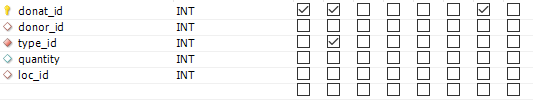 donat_id INT
donor_id INT
type_id INT
quantity INT
loc_id INT